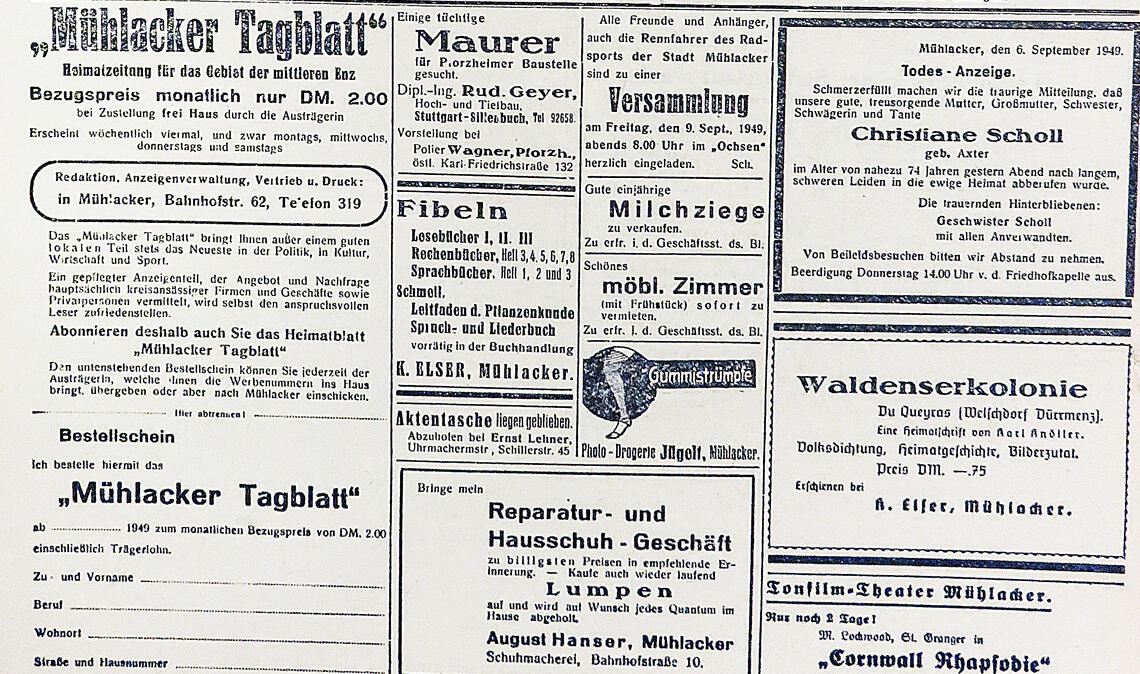 „Mühlacker Tagblatt“
Heimatzeitung für das Gebiet der mittleren Enz
Bezugspreis monatlich nur DM. 2.00
bei Zustellung frei Haus durch die Austrägerin
Erscheint wöchentlich viermal, und zwar montags, mittwochs,
donnerstags und samstags
Redaktion, Anzeigenverwaltung, Vertrieb u. Druck:
in Mühlacker, Bahnhofstr. 62, Telefon 319
Das „Mühlacker Tagblatt“ bringt Ihnen außer einem guten
lokalen Teil stets das Neueste in der Politik, in Kultur,
Wirtschaft und Sport.
Ein gepflegter Anzeigenteil, der Angebot und Nachfrage
hauptsächlich kreisansässiger Firmen und Geschäfte sowie
Privatpersonen vermittelt, wird selbst den anspruchsvollen
Leser zufriedenstellen.
Abonnieren deshalb auch Sie das Heimatblatt
„Mühlacker Tagblatt“
Den untenstehenden Bestellschein können Sie jederzeit der
Austrägerin, welche ihnen die Werbenummern ins Haus
bringt, übergeben oder aber nach Mühlacker einschicken.
Hier abtrennen!
Bestellschein
Ich bestelle hiermit das
„Mühlacker Tagblatt“
ab 1949 zum monatlichen Bezugspreis von DM. 2.00
einschließlich Trägerlohn.
Zu- und Vorname
Beruf
Wohnort
Straße und Hausnummer
Einige tüchtige
Maurer
für Pforzheimer Baustelle
gesucht.
Dipl.-Ing. Rud. Geyer,
Hoch- und Tiefbau,
Stuttgart-Sillenbuch, Tel 92658.
Vorstellung bei
Polier Wagner, Pforzh.,
östl. Karl-Friedrichstraße 132
Fibeln
Lesebücher I, II. III
Rechenbücher, Heft 3, 4, 5, 6, 7, 8
Sprachbücher. Heft 1, 2 und 3
Schmeil,
Leitfaden d. Pflanzenkunde
Spruch- und Liederbuch
vorrätig in der Buchhandlung
K. ELSER, Mühlacker.
Aktentasche liegen geblieben.
Abzuholen bei Ernst Lehner,
Uhrmachermstr., Schillerstr. 45
Alle Freunde und Anhänger,
auch die Rennfahrer des Rad-
sports der Stadt Mühlacker
sind zu einer
Versammlung
am Freitag, den 9. Sept., 1949,
abends 8.00 Uhr im „Ochsen“
herzlich eingeladen. Sch.
Gute einjährige
Milchziege
zu verkaufen.
Zu erfr. i. d. Geschäftsst. ds. Bl.
Schönes
möbl. Zimmer
(mit Frühstück) sofort zu
vermieten.
Zu erfr. i. d. Geschäftsst. ds. Bl.
Gummistrümpfe
Photo-Drogerie Jügolf, Mühlacker.
Bringe mein
Reparatur- und
Hausschuh-Geschäft
zu billigsten Preisen in empfehlende Er-
innerung. — Kaufe auch wieder laufend
Lumpen
auf und wird auf Wunsch jedes Quantum im
Hause abgeholt.
August Hanser, Mühlacker
Schuhmacherei, Bahnhofstraße 10.
Mühlacker, den 6. September 1949.
Todes-Anzeige.
Schmerzerfüllt machen wir die traurige Mitteilung, daß
unsere gute, treusorgende Mutter, Großmutter, Schwester,
Schwägerin und Tante
Christiane Scholl
geb. Axter
im Alter von nahezu 74 Jahren gestern Abend nach langem,
schweren Leiden in die ewige Heimat abberufen wurde.
Die trauernden Hinterbliebenen:
Geschwister Scholl
mit allen Anverwandten.
Von Beileidsbesuchen bitten wir Abstand zu nehmen.
Beerdigung Donnerstag 14.00 Uhr v. d. Friedhofkapelle aus.
Waldenserkolonie
Du Queyras (Welschdorf Dürrmenz).
Eine Heimatschrift von Karl Knöller.
Volksdichtung, Heimatgeschichte, Bilderzutat.
Preis DM. —.75
Erschienen bei
K. Elser, Mühlacker.
Tonfilm-Theater Mühlacker.
Nur noch 2 Tage!
M. Lockwood, St. Granger in
„Cornwall Rhapsodie“